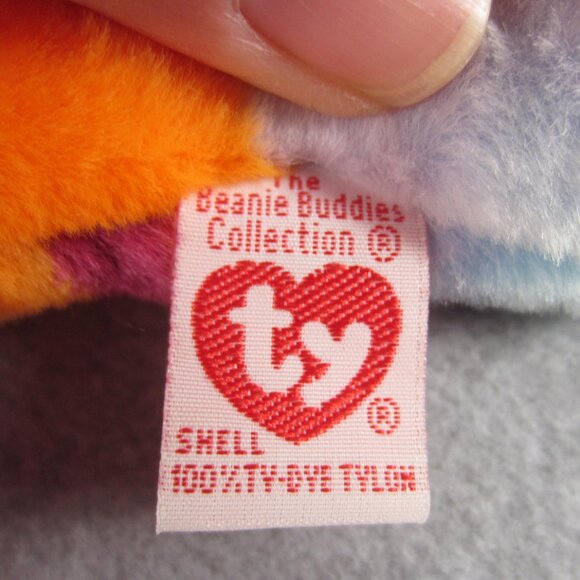 The
Beanie Buddies
Collection ®
ty
®
SHELL
100% TY-DYE TYLON